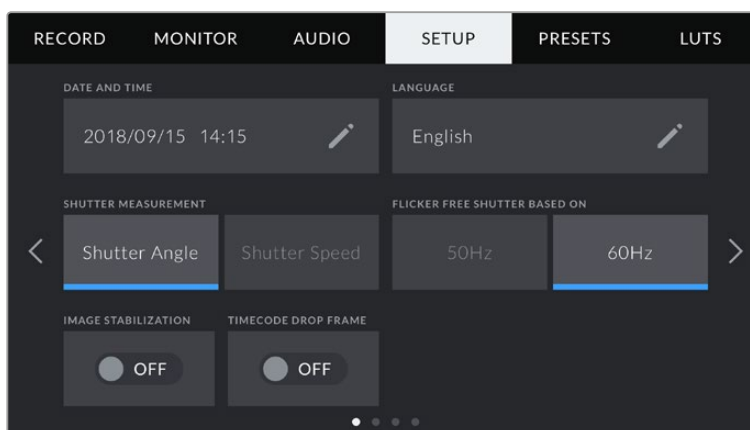 RECORD MONITOR AUDIO SETUP PRESETS LUTS
DATE AND TIME LANGUAGE
2018/09/15 14:15 English
SHUTTER MEASUREMENT FLICKER FREE SHUTTER BASED ON
Shutter Angle Shutter Speed 50Hz 60Hz
IMAGE STABILIZATION TIMECODE DROP FRAME
OFF OFF